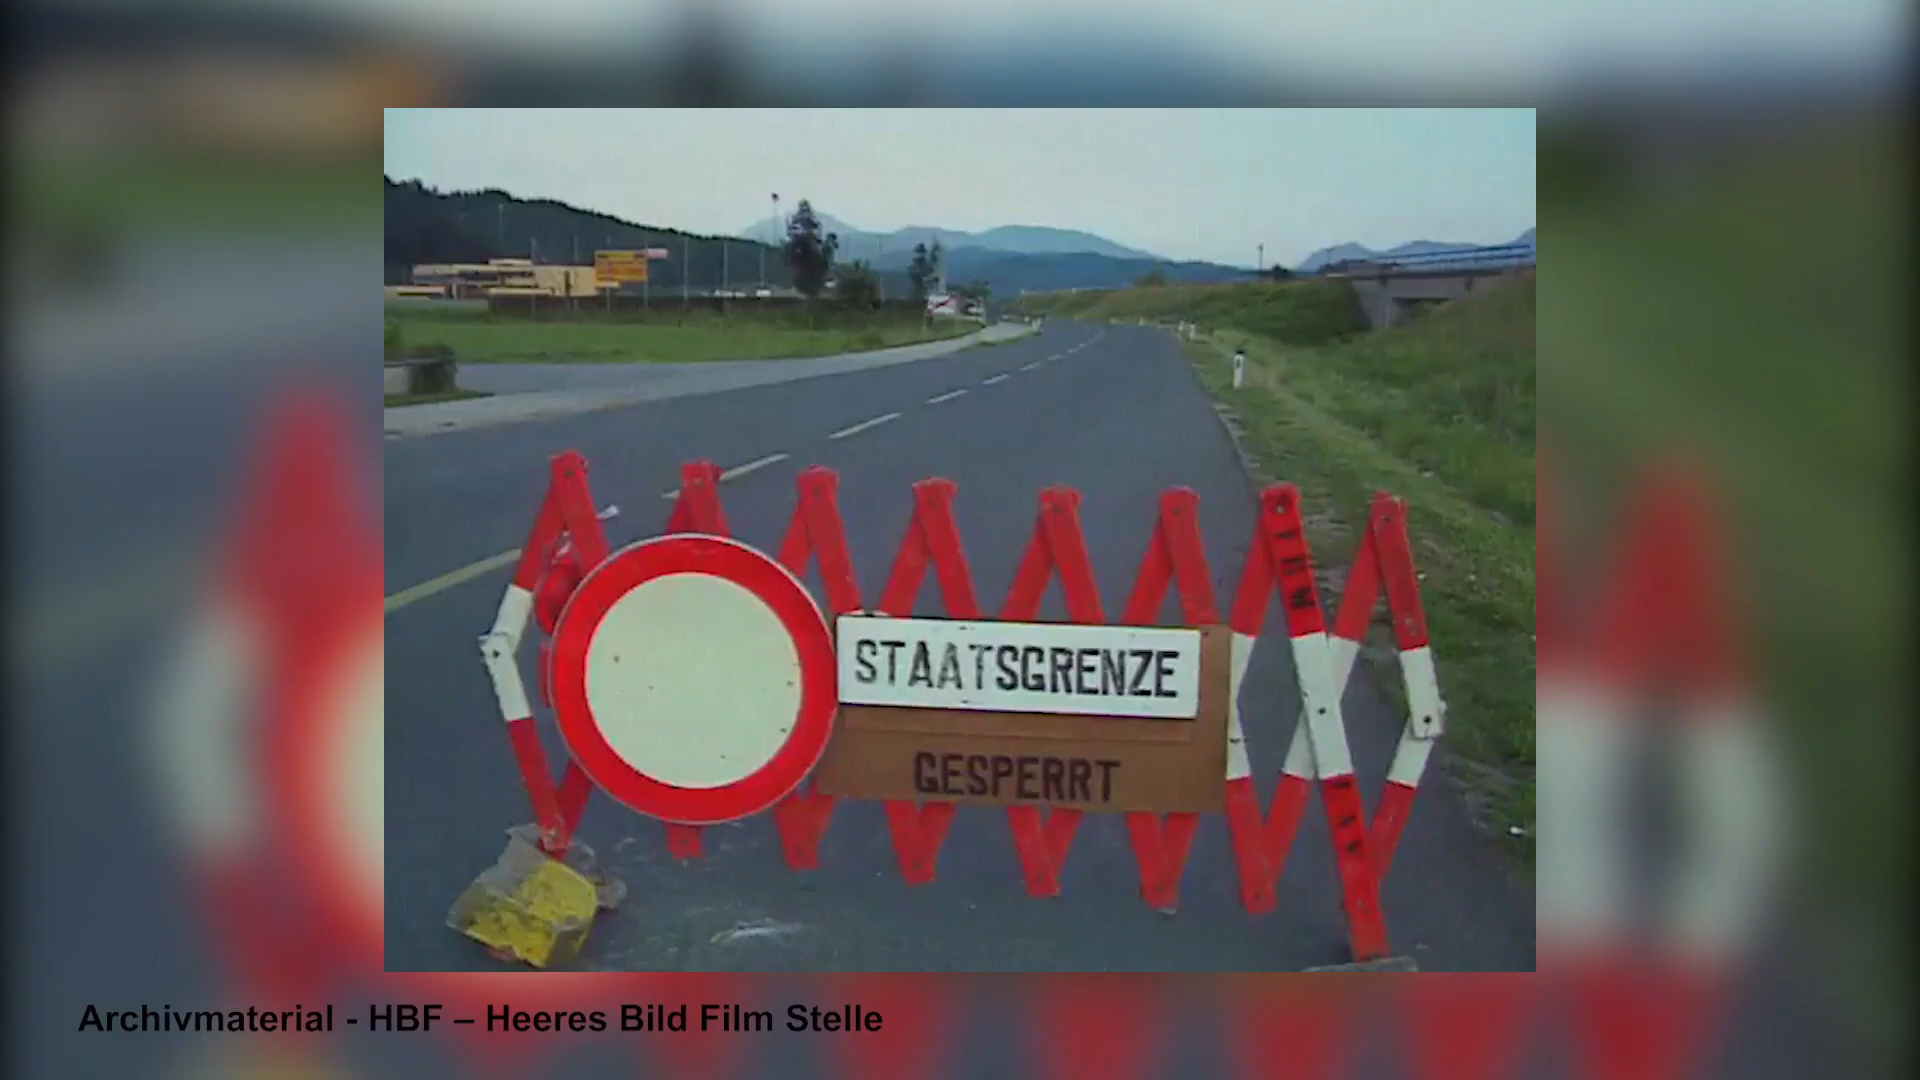 STAATSGRENZE
GESPERRT
Archivmaterial - HBF – Heeres Bild Film Stelle